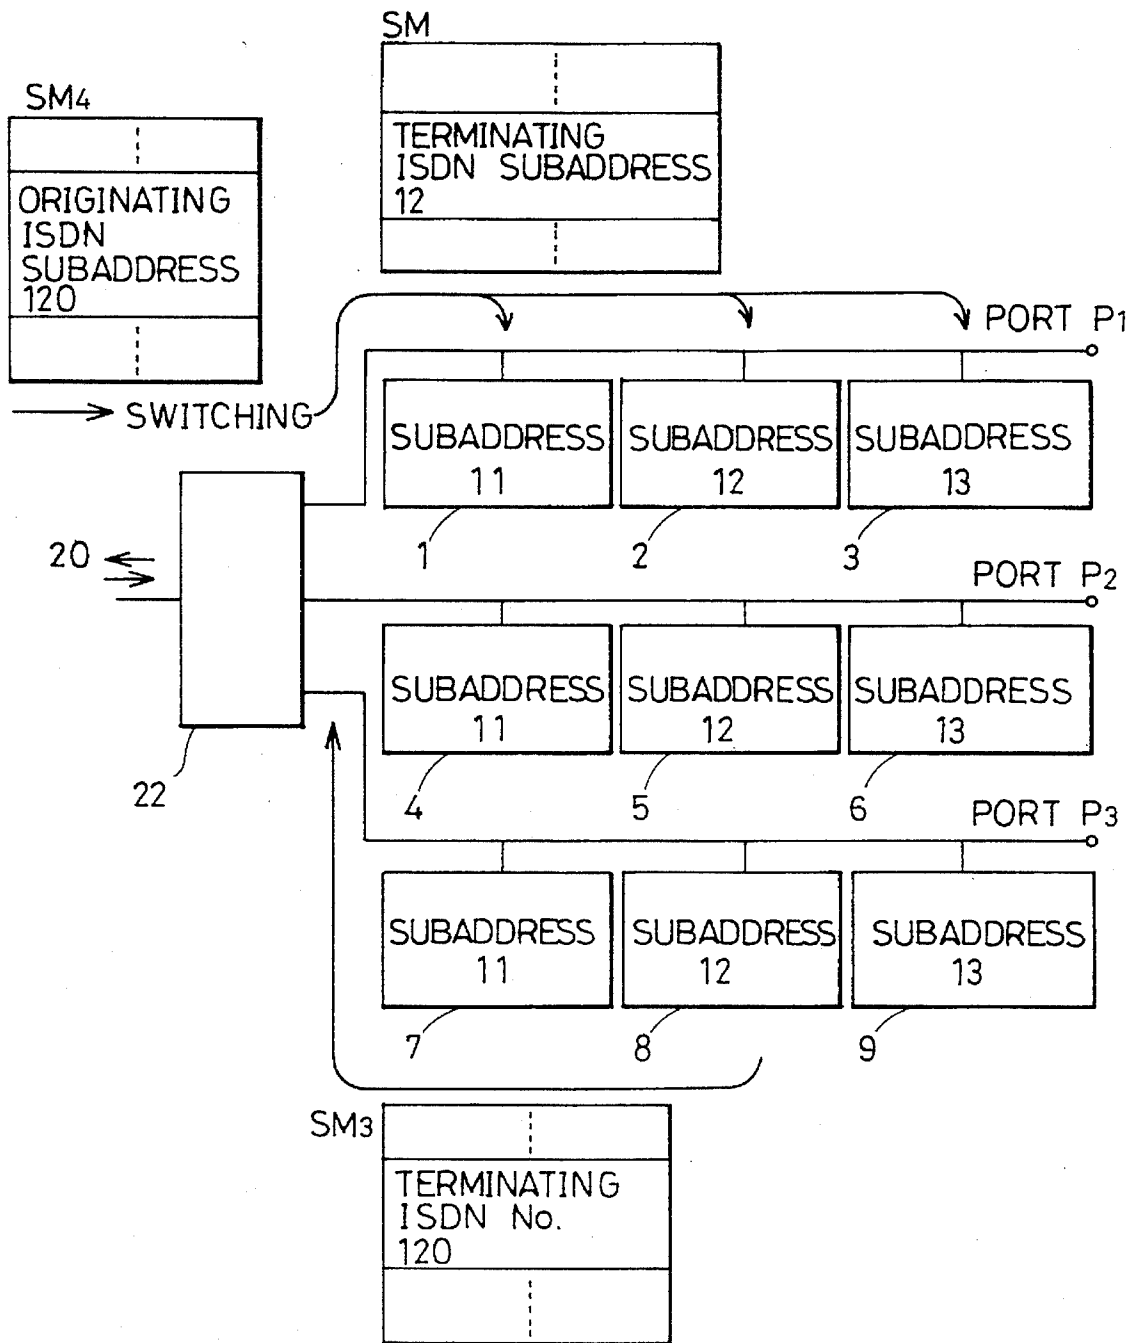 SM
TERMINATING
ISDN SUBADDRESS
12
SM4
ORIGINATING
ISDN
SUBADDRESS
120
SWITCHING
PORT P1
SUBADDRESS
11
SUBADDRESS
12
SUBADDRESS
13
1
2
3
20
PORT P2
SUBADDRESS
11
SUBADDRESS
12
SUBADDRESS
13
22
4
5
6
PORT P3
SUBADDRESS
11
SUBADDRESS
12
SUBADDRESS
13
7
8
9
SM3
TERMINATING
ISDN No.
120